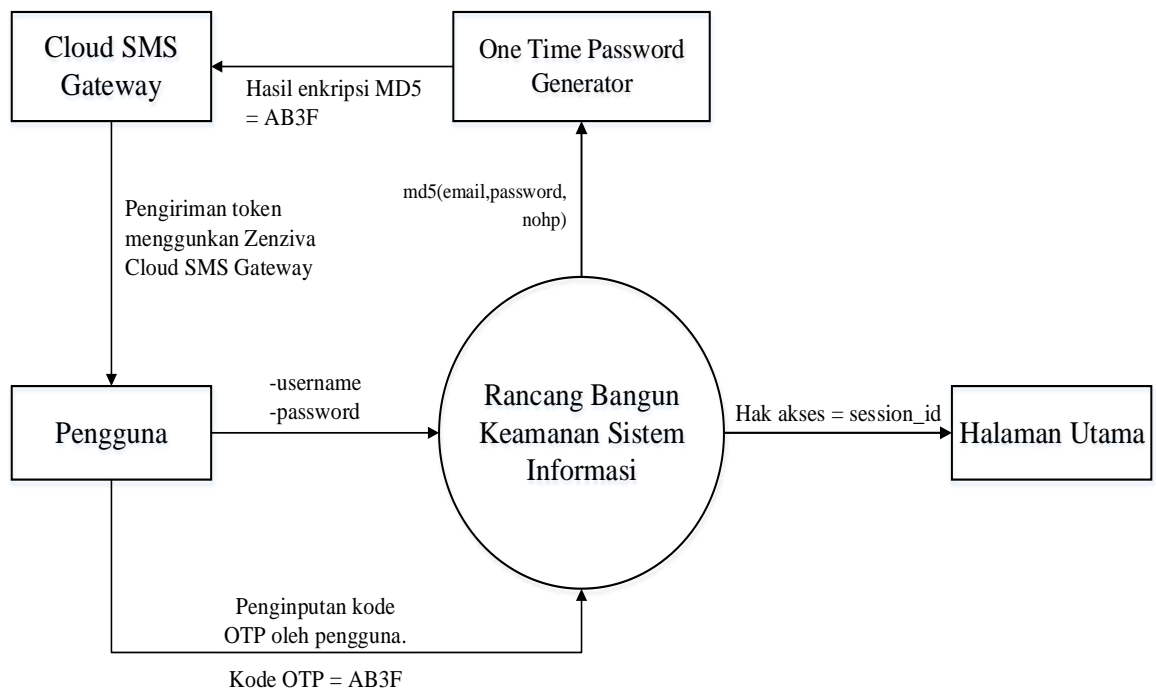 Cloud SMS
Gateway
One Time Password
Generator
Hasil enkripsi MD5
= AB3F
md5(email,password,
nohp)
Pengiriman token
menggunkan Zenziva
Cloud SMS Gateway
-username
-password
Pengguna
Rancang Bangun
Keamanan Sistem
Informasi
Hak akses = session_id
Halaman Utama
Penginputan kode
OTP oleh pengguna.
Kode OTP = AB3F